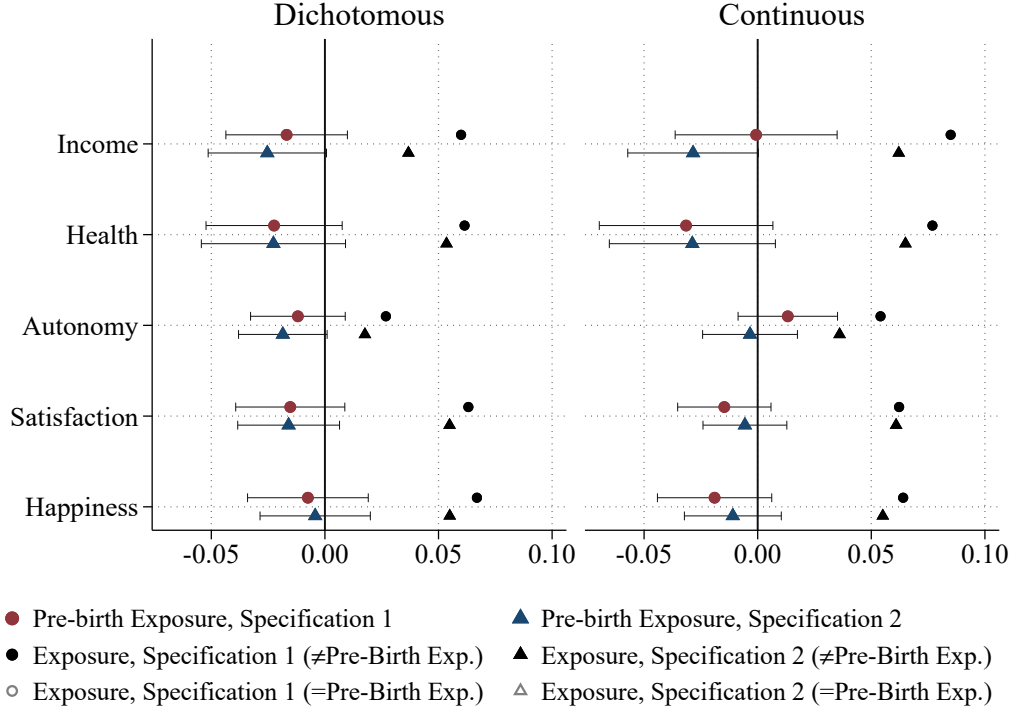 Dichotomous
Continuous
Income
Health
Autonomy
Satisfaction
Happiness
-0.05 0.00 0.05 0.10
-0.05 0.00 0.05 0.10
Pre-birth Exposure, Specification 1
Pre-birth Exposure, Specification 2
Exposure, Specification 1 (≠Pre-Birth Exp.)
Exposure, Specification 2 (≠Pre-Birth Exp.)
Exposure, Specification 1 (=Pre-Birth Exp.)
Exposure, Specification 2 (=Pre-Birth Exp.)